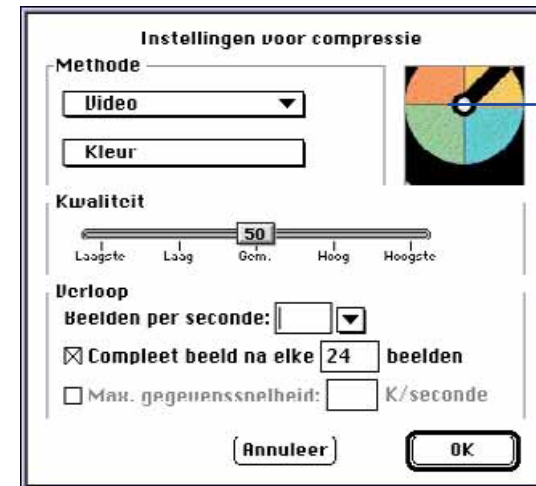 Instellingen voor compressie
Methode
Video
Kleur
Kwaliteit
50
Laagste Laag Gem. Hoog Hoogste
Verloop
Beelden per seconde:
Compleet beeld na elke 24 beelden
Max. gegevenssnelheid: K/seconde
Annuleer OK